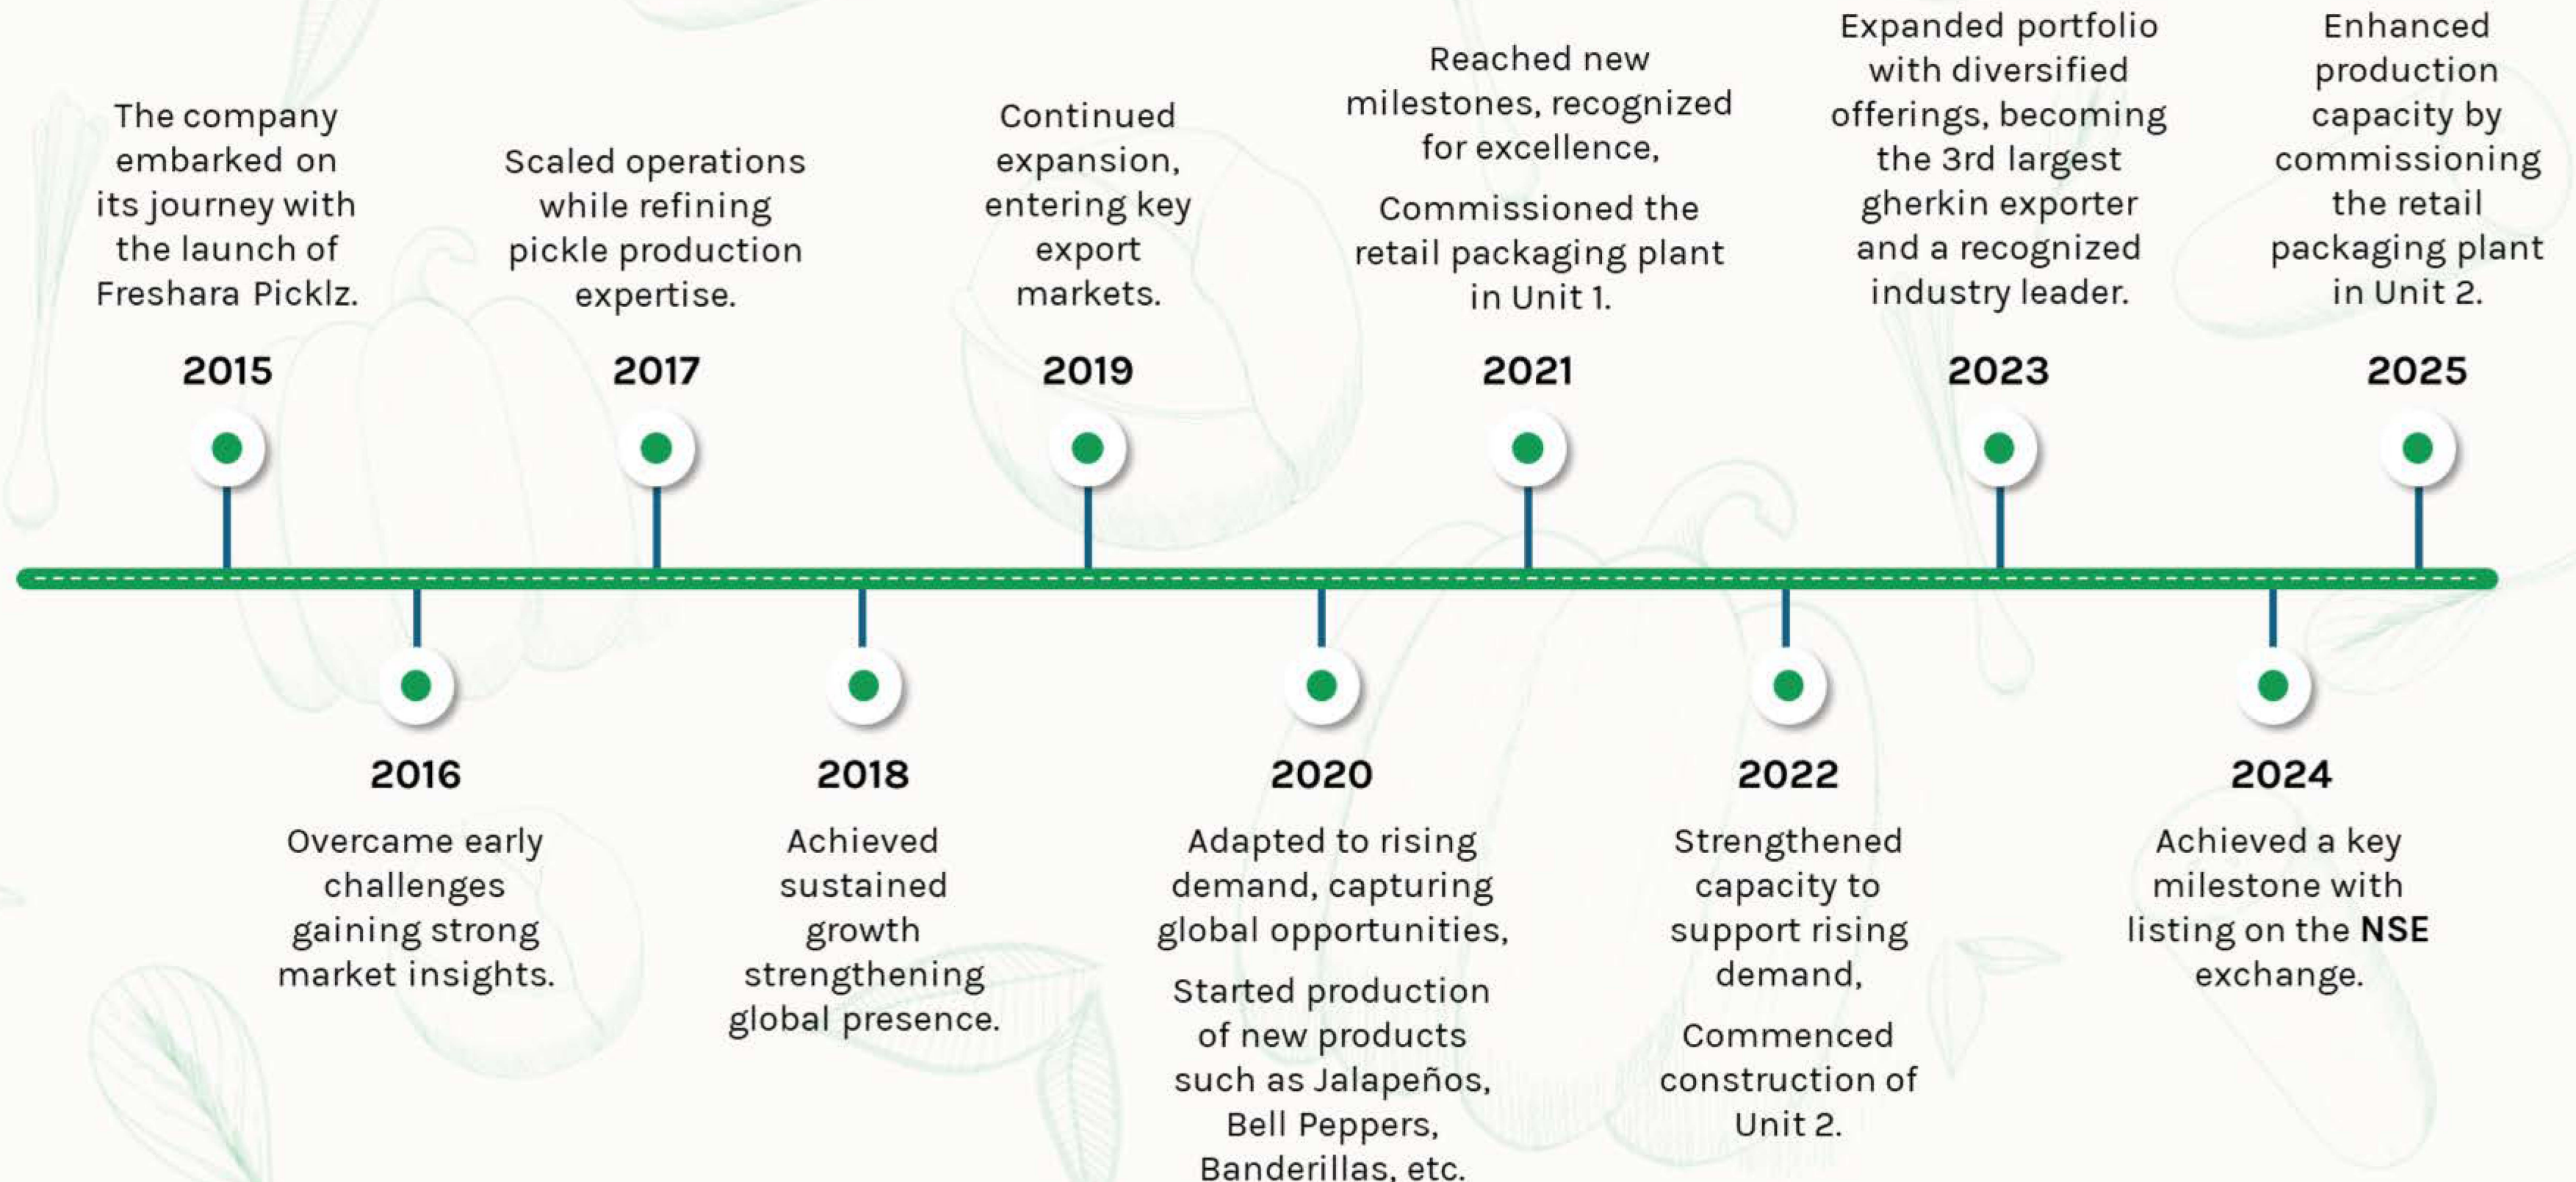 The company
embarked on
its journey with
the launch of
Freshara Picklz.
2015
Overcame early
challenges
gaining strong
market insights.
2016
Scaled operations
while refining
pickle production
expertise.
2017
2018
Achieved
sustained
growth
strengthening
global presence.
Continued
expansion,
entering key
export
markets.
2019
2020
Adapted to rising
demand, capturing
global opportunities,
Started production
of new products
such as Jalapeños,
Bell Peppers,
Banderillas, etc.
Reached new
milestones, recognized
for excellence,
Commissioned the
retail packaging plant
in Unit 1.
2021
2022
Strengthened
capacity to
support rising
demand,
Commenced
construction of
Unit 2.
Expanded portfolio
with diversified
offerings, becoming
the 3rd largest
gherkin exporter
and a recognized
industry leader.
2023
2024
Achieved a key
milestone with
listing on the NSE
exchange.
Enhanced
production
capacity by
commissioning
the retail
packaging plant
in Unit 2.
2025